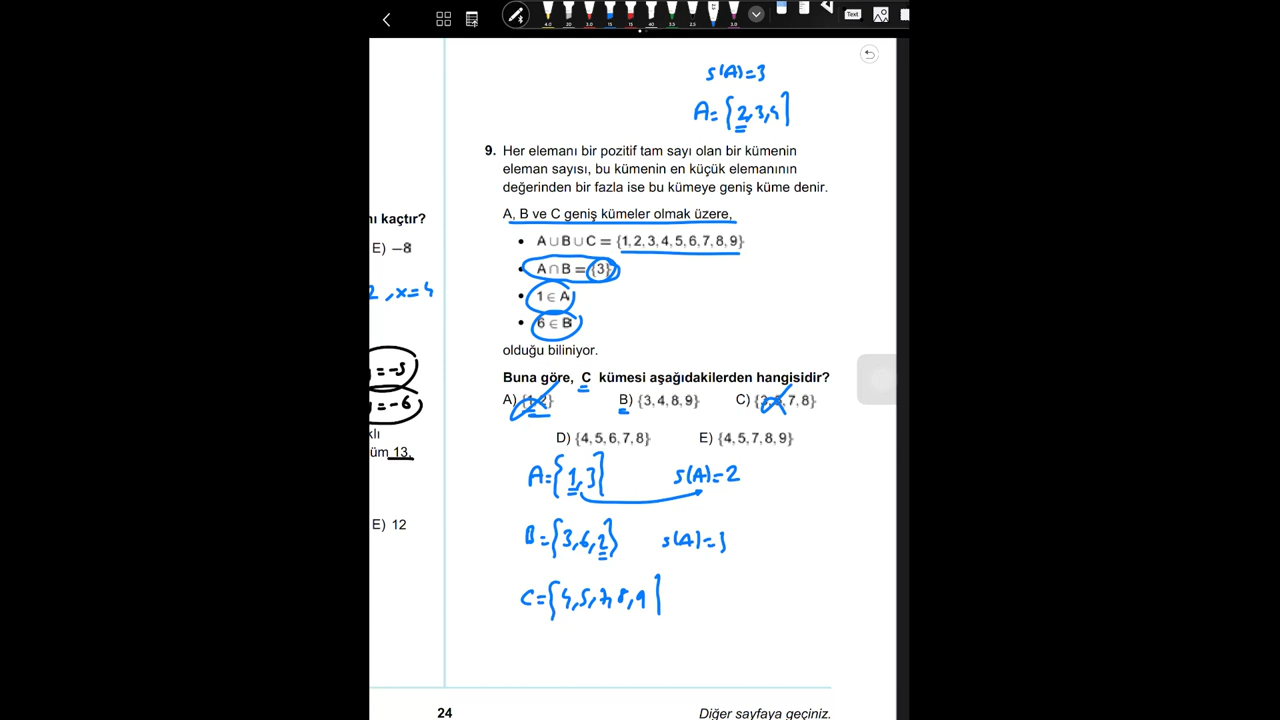 Text
s(A)=3
A={2,3,4}
9. Her elemanı bir pozitif tam sayı olan bir kümenin
eleman sayısı, bu kümenin en küçük elemanının
değerinden bir fazla ise bu kümeye geniş küme denir.
A, B ve C geniş kümeler olmak üzere,
• A∪B∪C = {1, 2, 3, 4, 5, 6, 7, 8, 9}
• A∩B = {3}
• 1 ∈ A
• 6 ∈ B
olduğu biliniyor.
Buna göre, C kümesi aşağıdakilerden hangisidir?
A) {1, 2} B) {3, 4, 8, 9} C) {3, 5, 7, 8}
D) {4, 5, 6, 7, 8} E) {4, 5, 7, 8, 9}
A={1,3} s(A)=2
B={3,6,2} s(A)=3
C={4,5,7,8,9}
nı kaçtır?
E) −8
2, x=4
=-5
=-6
klı
üm 13,
E) 12
24 Diğer sayfaya geçiniz.